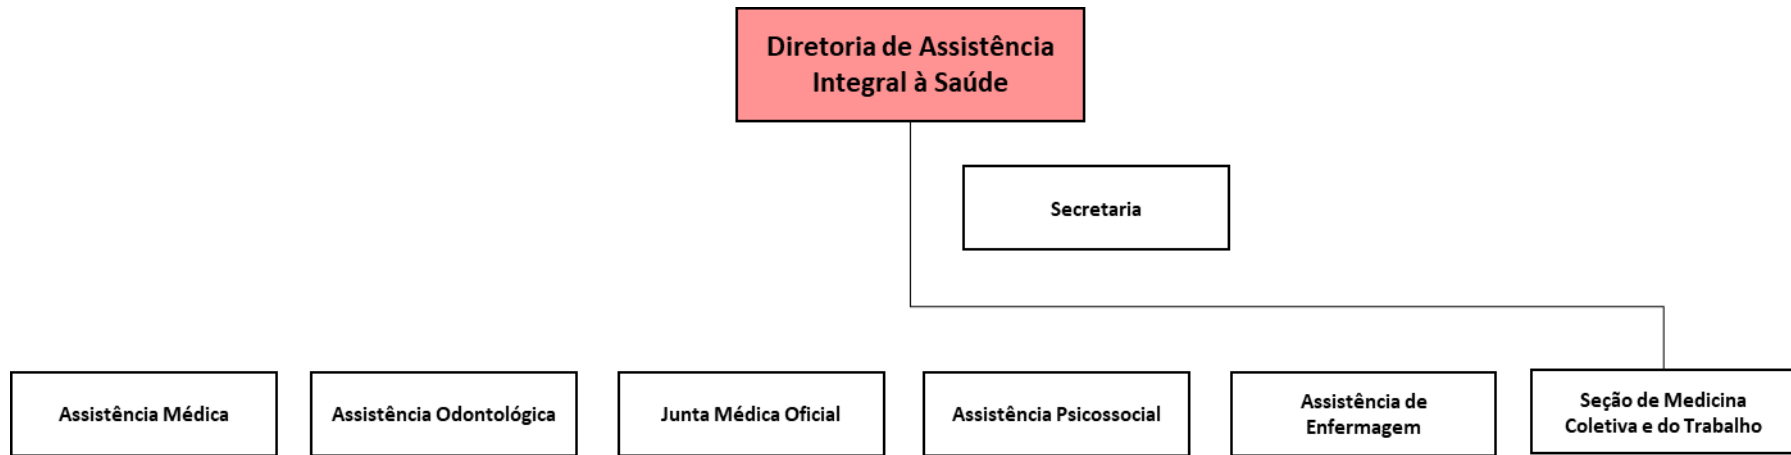 Diretoria de Assistência
Integral à Saúde
Secretaria
Assistência Médica
Assistência Odontológica
Junta Médica Oficial
Assistência Psicossocial
Assistência de
Enfermagem
Seção de Medicina
Coletiva e do Trabalho